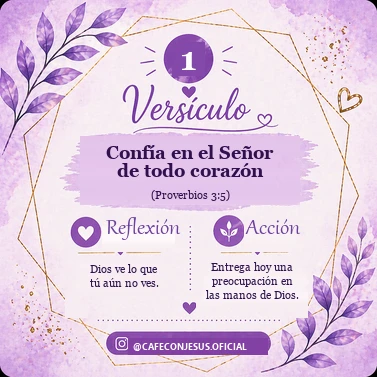 1
Versículo
Confía en el Señor
de todo corazón
(Proverbios 3:5)
Reflexión
Dios ve lo que
tú aún no ves.
Acción
Entrega hoy una
preocupación en
las manos de Dios.
@CAFECONJESUS.OFICIAL